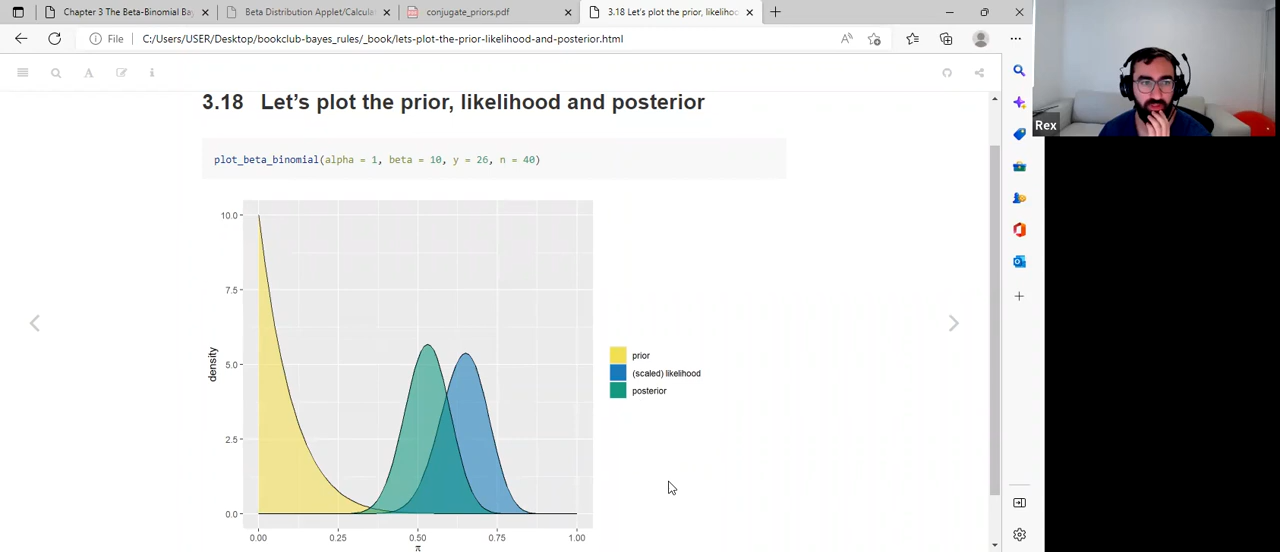 Chapter 3 The Beta-Binomial Bay
Beta Distribution Applet/Calcula
conjugate_priors.pdf
3.18 Let's plot the prior, likelihoo
File
C:/Users/USER/Desktop/bookclub-bayes_rules/_book/lets-plot-the-prior-likelihood-and-posterior.html
Rex
3.18 Let's plot the prior, likelihood and posterior
plot_beta_binomial(alpha = 1, beta = 10, y = 26, n = 40)
10.0
7.5
5.0
2.5
0.0
density
0.00 0.25 0.50 0.75 1.00
π
prior
(scaled) likelihood
posterior